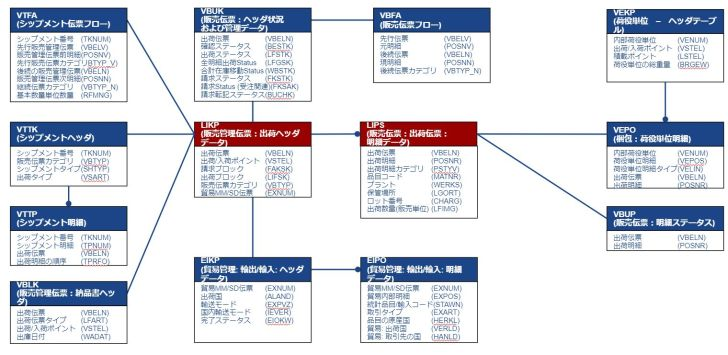 VTFA
(シップメント伝票フロー)
シップメント番号 (TKNUM)
先行販売管理伝票 (VBELV)
販売管理伝票前明細(POSNV)
先行販売伝票カテゴリVBTYP_V)
後続の販売管理伝票(VBELN)
販売管理伝票次明細(POSNN)
継続伝票カテゴリ (VBTYP_N)
基本数量単位数量 (RFMNG)
VBUK
(販売伝票：ヘッダ状況
および管理データ)
出荷伝票 (VBELN)
確認ステータス (BESTK)
出荷ステータス (LFSTK)
全明細出荷Status (LFGSK)
合計在庫移動Status (WBSTK)
請求ステータス (FKSTK)
請求Status (受注関連)(FKSAK)
請求転記ステータス(BUCHK)
VBFA
(販売伝票フロー)
先行伝票 (VBELV)
元明細 (POSNV)
後続伝票 (VBELN)
現明細 (POSNN)
後続伝票カテゴリ (VBTYP_N)
VEKP
(荷役単位 － ヘッダテーブ
ル)
内部荷役単位 (VENUM)
出荷/入荷ポイント (VSTEL)
積載ポイント (LSTEL)
荷役単位の総重量 (BRGEW)
VTTK
(シップメントヘッダ)
シップメント番号 (TKNUM)
販売伝票カテゴリ (VBTYP)
シップメントタイプ(SHTYP)
出荷タイプ (VSART)
LIKP
(販売管理伝票：出荷ヘッダ
データ)
出荷伝票 (VBELN)
出荷/入荷ポイント (VSTEL)
請求ブロック (FAKSK)
出荷ブロック (LIFSK)
販売伝票カテゴリ (VBTYP)
貿易MM/SD伝票 (EXNUM)
LIPS
(販売伝票：出荷伝票：
明細データ)
出荷伝票 (VBELN)
出荷明細 (POSNR)
出荷明細カテゴリ (PSTYV)
品目コード (MATNR)
プラント (WERKS)
保管場所 (LGORT)
ロット番号 (CHARG)
出荷数量(販売単位) (LFIMG)
VEPO
(梱包：荷役単位明細)
内部荷役単位 (VENUM)
荷役単位明細 (VEPOS)
荷役単位明細タイプ(VELIN)
出荷伝票 (VBELN)
出荷明細 (POSNR)
VTTP
(シップメント明細)
シップメント番号 (TKNUM)
シップメント明細 (TPNUM)
出荷伝票 (VBELN)
出荷明細の順序 (TPRFO)
VBUP
(販売伝票：明細ステータス)
出荷伝票 (VBELN)
出荷明細 (POSNR)
VBLK
(販売管理伝票：納品書ヘッ
ダ)
出荷伝票 (VBELN)
出荷伝票タイプ (LFART)
出荷/入荷ポイント (VSTEL)
出庫日付 (WADAT)
EIKP
(貿易管理: 輸出/輸入: ヘッダ
データ)
貿易MM/SD伝票 (EXNUM)
出荷国 (ALAND)
輸送モード (EXPVZ)
国内輸送モード (IEVER)
完了ステータス (EIOKW)
EIPO
(貿易管理: 輸出/輸入: 明細
データ)
貿易MM/SD伝票 (EXNUM)
貿易内部明細 (EXPOS)
統計品目/輸入コード(STAWN)
取引タイプ (EXART)
品目の原産国 (HERKL)
貿易: 出荷国 (VERLD)
貿易: 取引先の国 (HANLD)